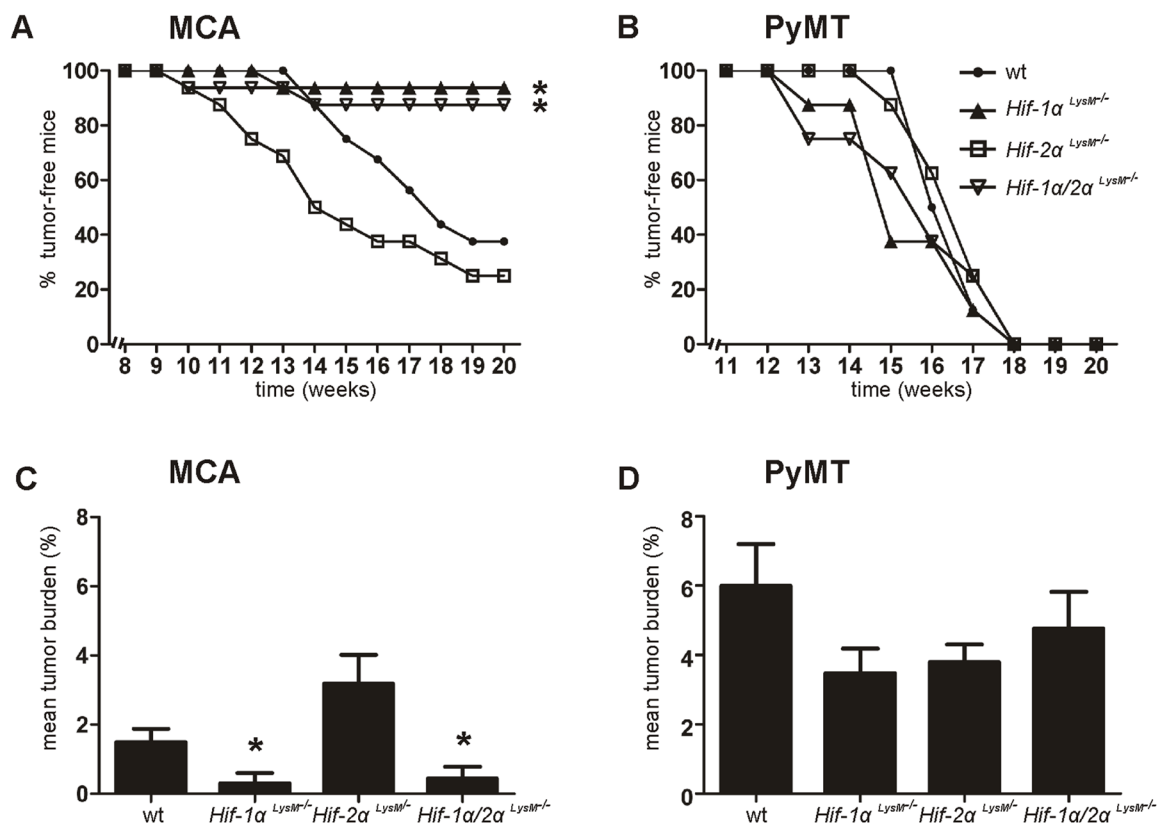 A MCA
% tumor-free mice
100
80
60
40
20
0
8 9 10 11 12 13 14 15 16 17 18 19 20
time (weeks)
*
*
B PyMT
% tumor-free mice
100
80
60
40
20
0
11 12 13 14 15 16 17 18 19 20
time (weeks)
wt
Hif-1α LysM-/-
Hif-2α LysM-/-
Hif-1α/2α LysM-/-
C MCA
mean tumor burden (%)
8
6
4
2
0
* *
wt Hif-1α LysM-/- Hif-2α LysM/- Hif-1α/2α LysM-/-
D PyMT
mean tumor burden (%)
8
6
4
2
0
wt Hif-1α LysM-/- Hif-2α LysM/- Hif-1α/2α LysM-/-